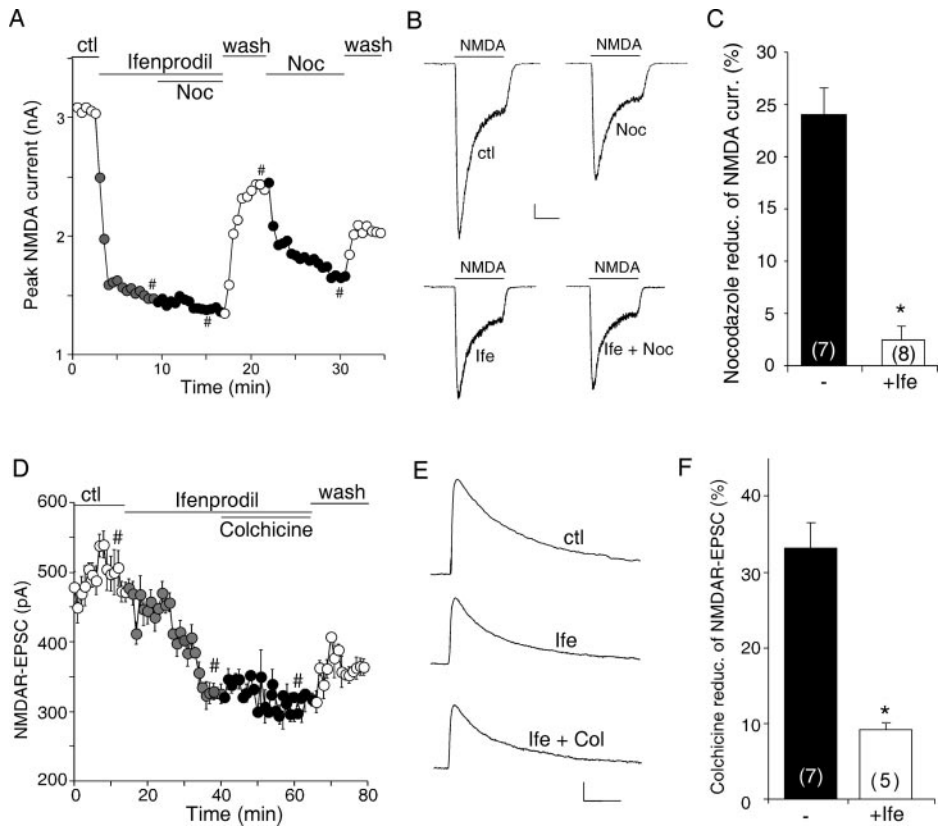 A
ctl
Ifenprodil
Noc
wash
Noc
wash
Peak NMDA current (nA)
3
2
1
#
#
#
#
0
10
20
30
Time (min)
B
NMDA
ctl
NMDA
Noc
NMDA
Ife
NMDA
Ife + Noc
C
Nocodazole reduc. of NMDA curr. (%)
30
25
20
15
10
5
0
(7)
*
(8)
-
+Ife
D
ctl
Ifenprodil
Colchicine
wash
NMDAR-EPSC (pA)
600
500
400
300
200
#
#
#
0
20
40
60
80
Time (min)
E
ctl
Ife
Ife + Col
F
Colchicine reduc. of NMDAR-EPSC (%)
40
30
20
10
0
(7)
*
(5)
-
+Ife